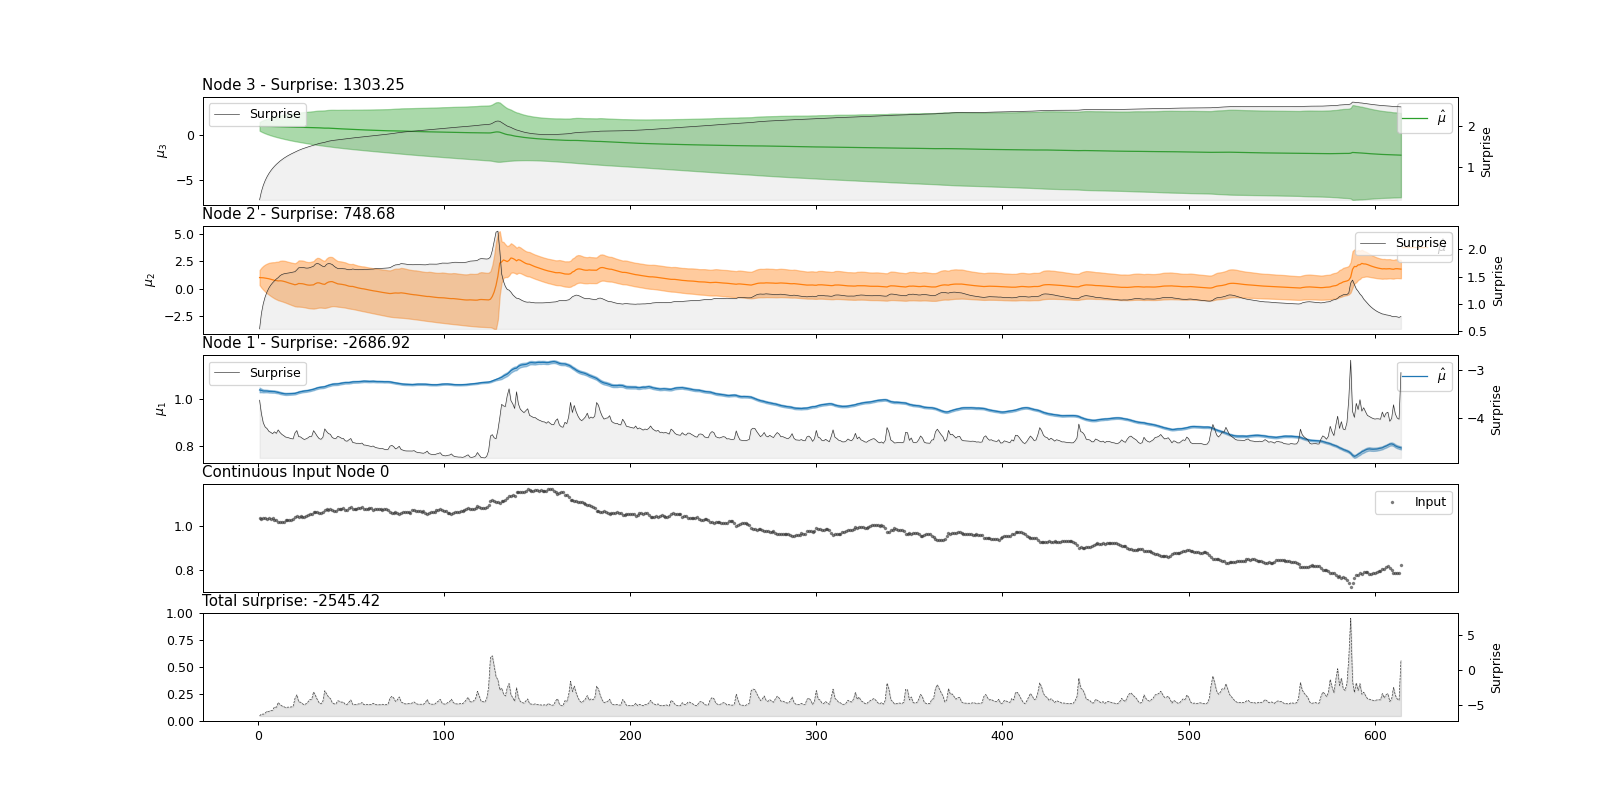 Node 3 - Surprise: 1303.25
Surprise
μ̂
0
−5
μ3
2
1
Surprise
Node 2 - Surprise: 748.68
Surprise
5.0
2.5
0.0
−2.5
μ2
2.0
1.5
1.0
0.5
Surprise
Node 1 - Surprise: -2686.92
Surprise
μ̂
1.0
0.8
μ1
−3
−4
Surprise
Continuous Input Node 0
Input
1.0
0.8
Total surprise: -2545.42
1.00
0.75
0.50
0.25
0.00
5
0
−5
Surprise
0 100 200 300 400 500 600